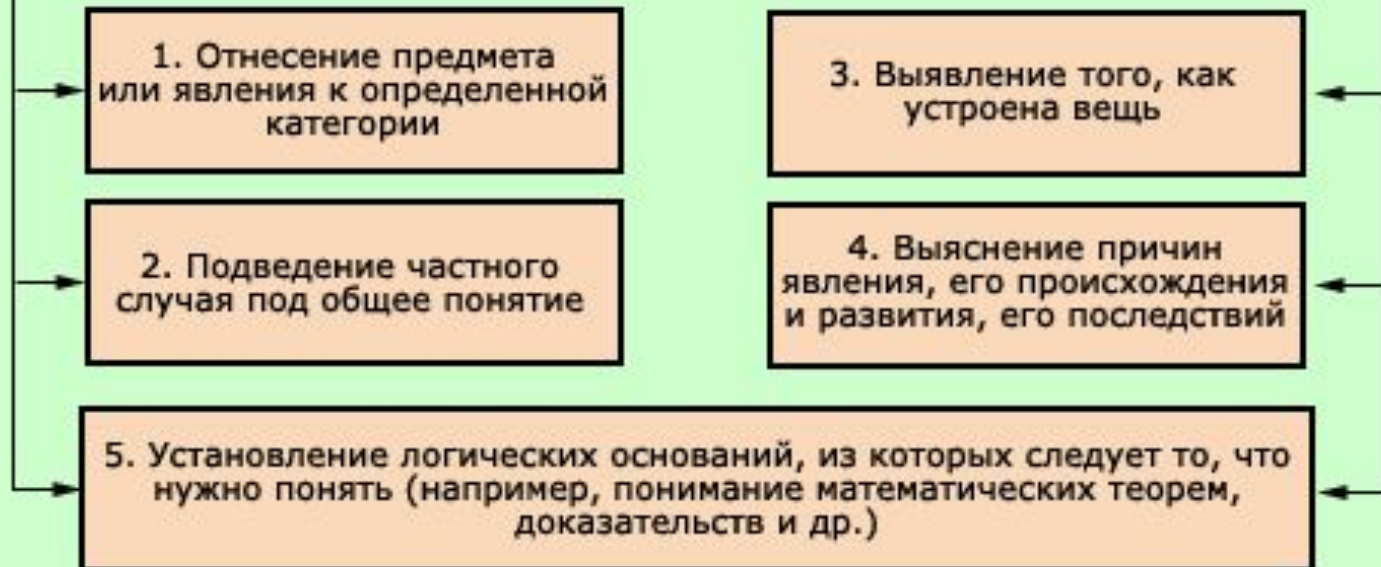 1. Отнесение предмета
или явления к определенной
категории
2. Подведение частного
случая под общее понятие
3. Выявление того, как
устроена вещь
4. Выяснение причин
явления, его происхождения
и развития, его последствий
5. Установление логических оснований, из которых следует то, что
нужно понять (например, понимание математических теорем,
доказательств и др.)